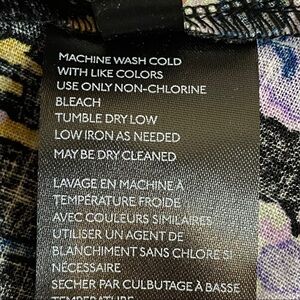 MACHINE WASH COLD
WITH LIKE COLORS
USE ONLY NON-CHLORINE
BLEACH
TUMBLE DRY LOW
LOW IRON AS NEEDED
MAY BE DRY CLEANED
LAVAGE EN MACHINE À
TEMPÉRATURE FROIDE
AVEC COULEURS SIMILAIRES
UTILISER UN AGENT DE
BLANCHIMENT SANS CHLORE SI
NÉCESSAIRE
SECHER PAR CULBUTAGE À BASSE
TEMPERATURE